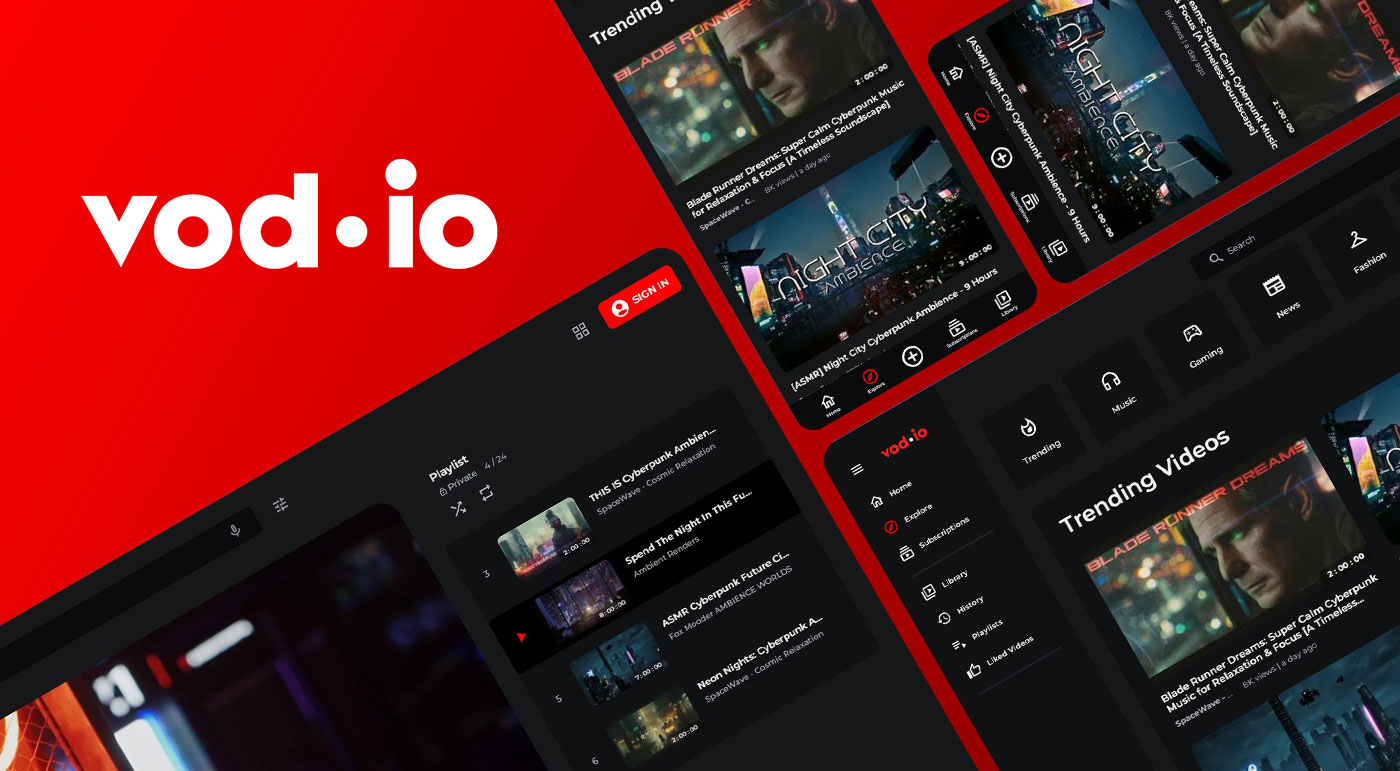 vod•io
SIGN IN
Playlist
Private 4 / 24
3
THIS IS Cyberpunk Ambien...
SpaceWave - Cosmic Relaxation
2:00:00
Spend The Night In This Fu...
Ambient Renders
8:00:00
5
ASMR Cyberpunk Future Ci...
Fox Mooder AMBIENCE WORLDS
7:00:00
6
Neon Nights: Cyberpunk A...
SpaceWave - Cosmic Relaxation
2:00:00
Trending
BLADE RUNNER
2:00:00
Blade Runner Dreams: Super Calm Cyberpunk Music
for Relaxation & Focus [A Timeless Soundscape]
SpaceWave - C...
8K views | a day ago
NIGHT CITY
AMBIENCE
9:00:00
[ASMR] Night City Cyberpunk Ambience - 9 Hours
Home
Explore
Subscriptions
Library
Home
Explore
Subscriptions
Library
[ASMR] Night City Cyberpunk Ambience - 9 Hours
NIGHT CITY
AMBIENCE
9:00:00
Dreams: Super Calm Cyberpunk Music
& Focus [A Timeless Soundscape]
8K views | a day ago
DREAMS
2:00:00
vod•io
Home
Explore
Subscriptions
Library
History
Playlists
Liked Videos
Search
Trending
Music
Gaming
News
Fashion
Trending Videos
BLADE RUNNER DREAMS
2:00:00
Blade Runner Dreams: Super Calm Cyberpunk
Music for Relaxation & Focus [A Timeless...
SpaceWave - ...
8K views | a day ago